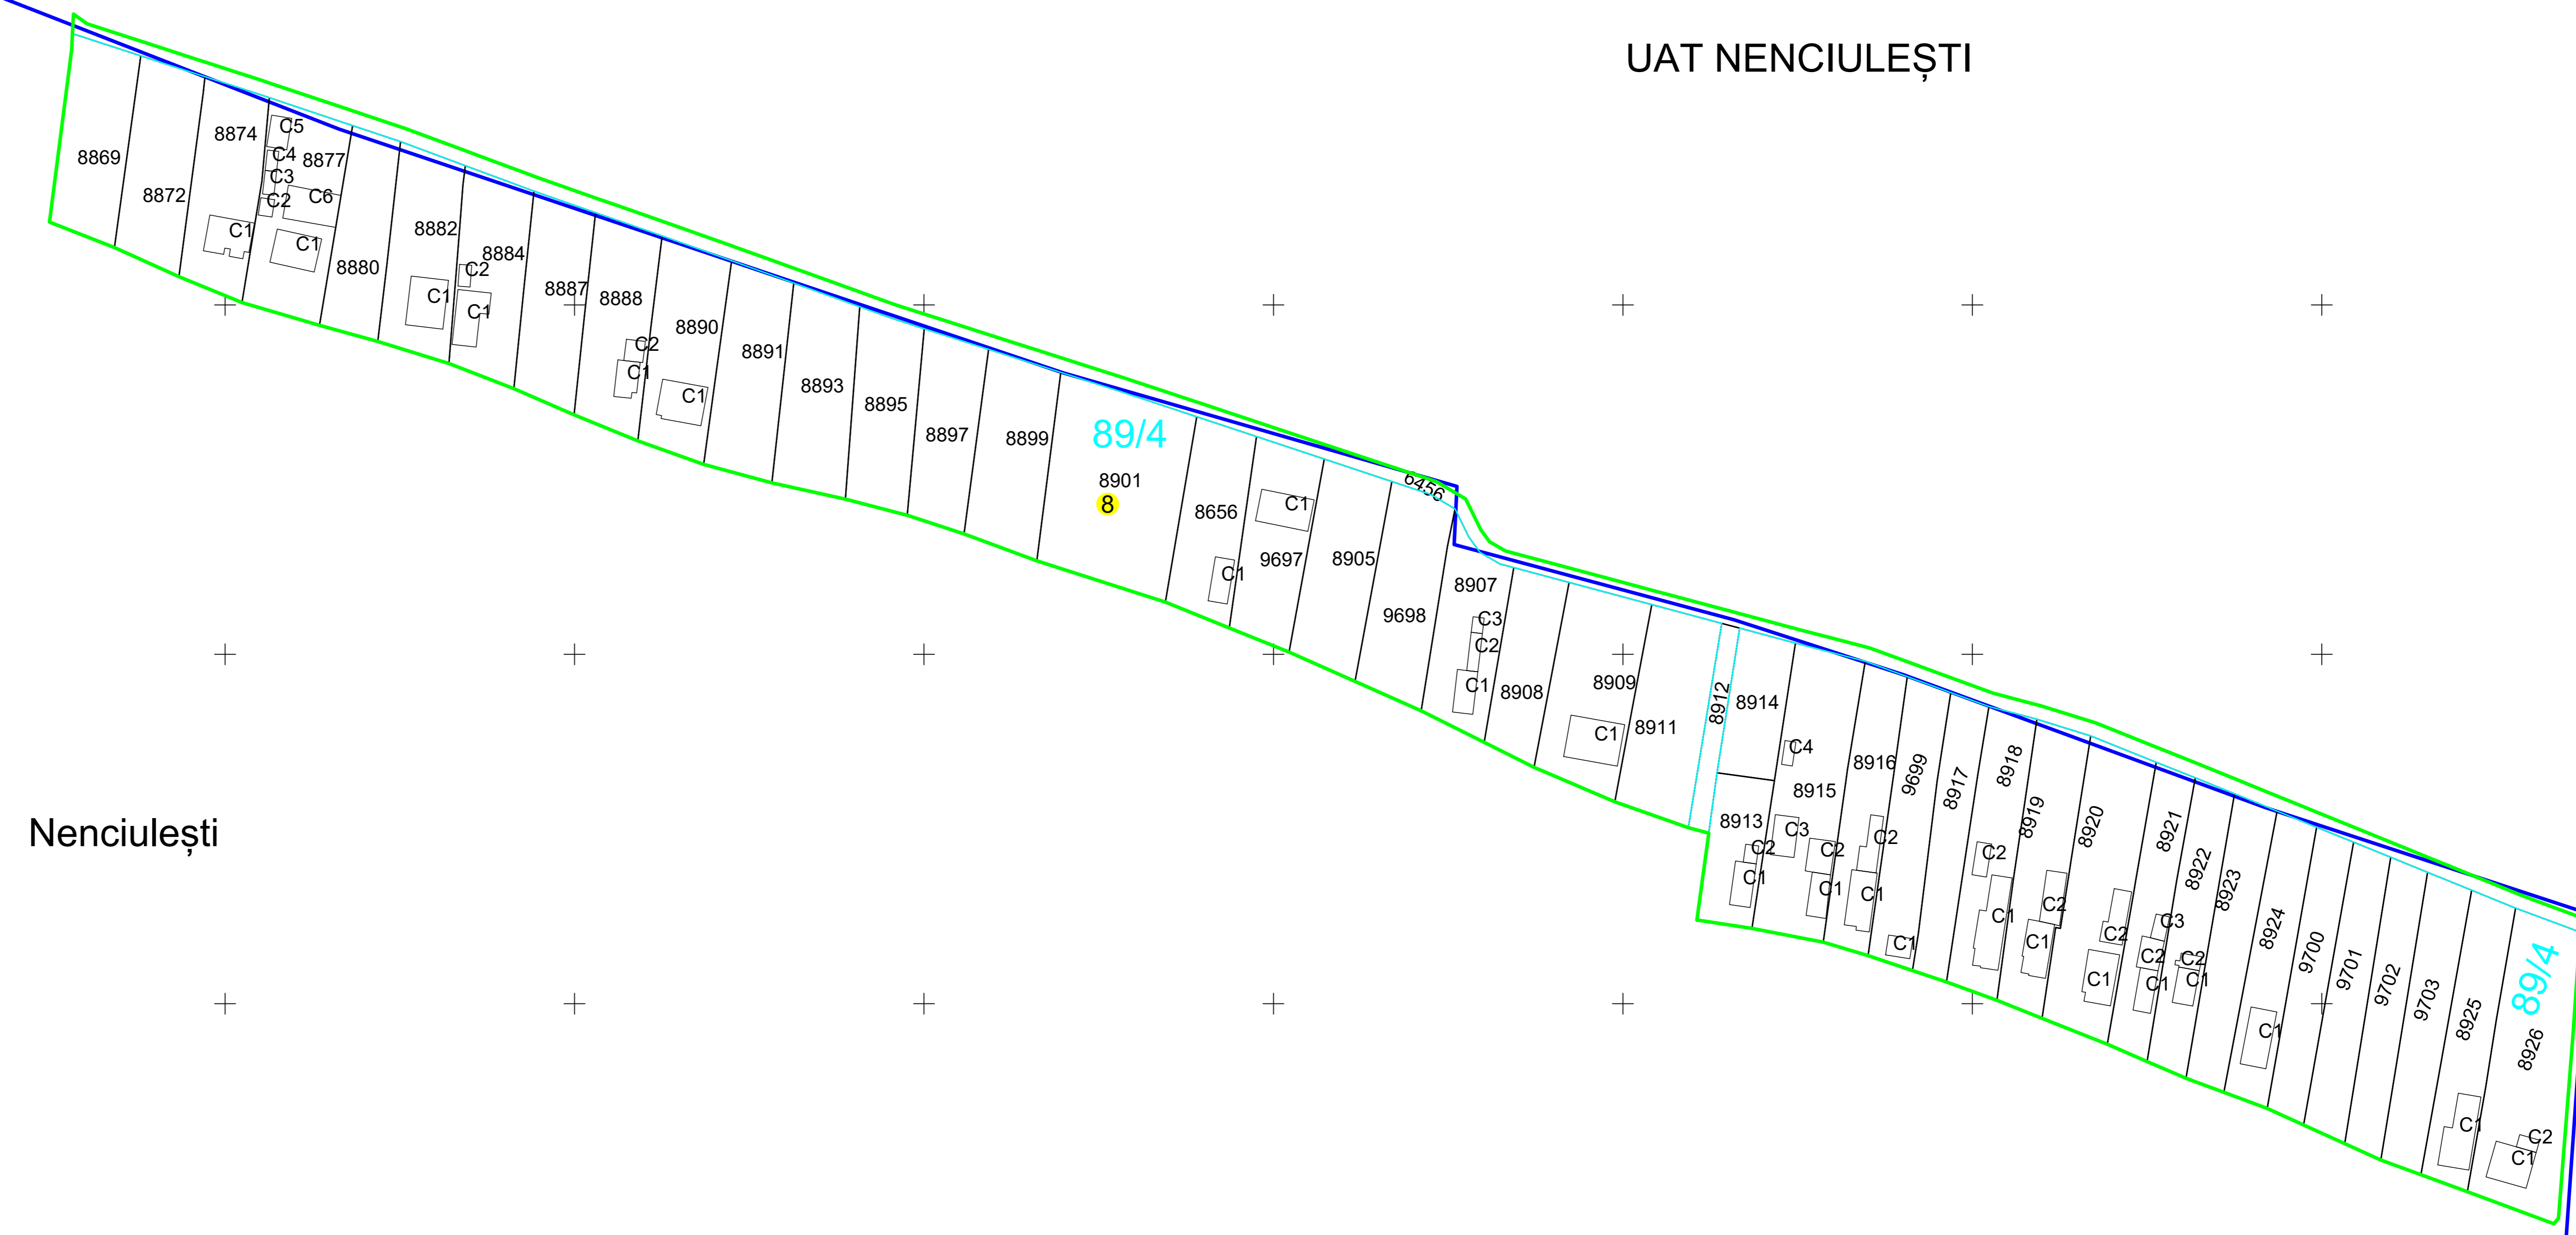 UAT NENCIULEȘTI
8869
8872
8874
C1
C5
C4
C3
C2
8877
C6
C1
8880
8882
C1
8884
C2
C1
8887
8888
C2
C1
8890
C1
8891
8893
8895
8897
8899
89/4
8901
8
8656
C1
9697
C1
8905
6456
9698
8907
C3
C2
C1
8908
8909
C1
8911
8912
8914
8913
C2
C1
C4
8915
C3
C2
C1
8916
C2
C1
9699
C1
8917
8918
C2
C1
8919
C2
C1
8920
C2
C1
8921
C3
C2
C1
8922
C2
C1
8923
8924
C1
9700
9701
9702
9703
8925
C1
89/4
8926
C2
C1
Nenciulești